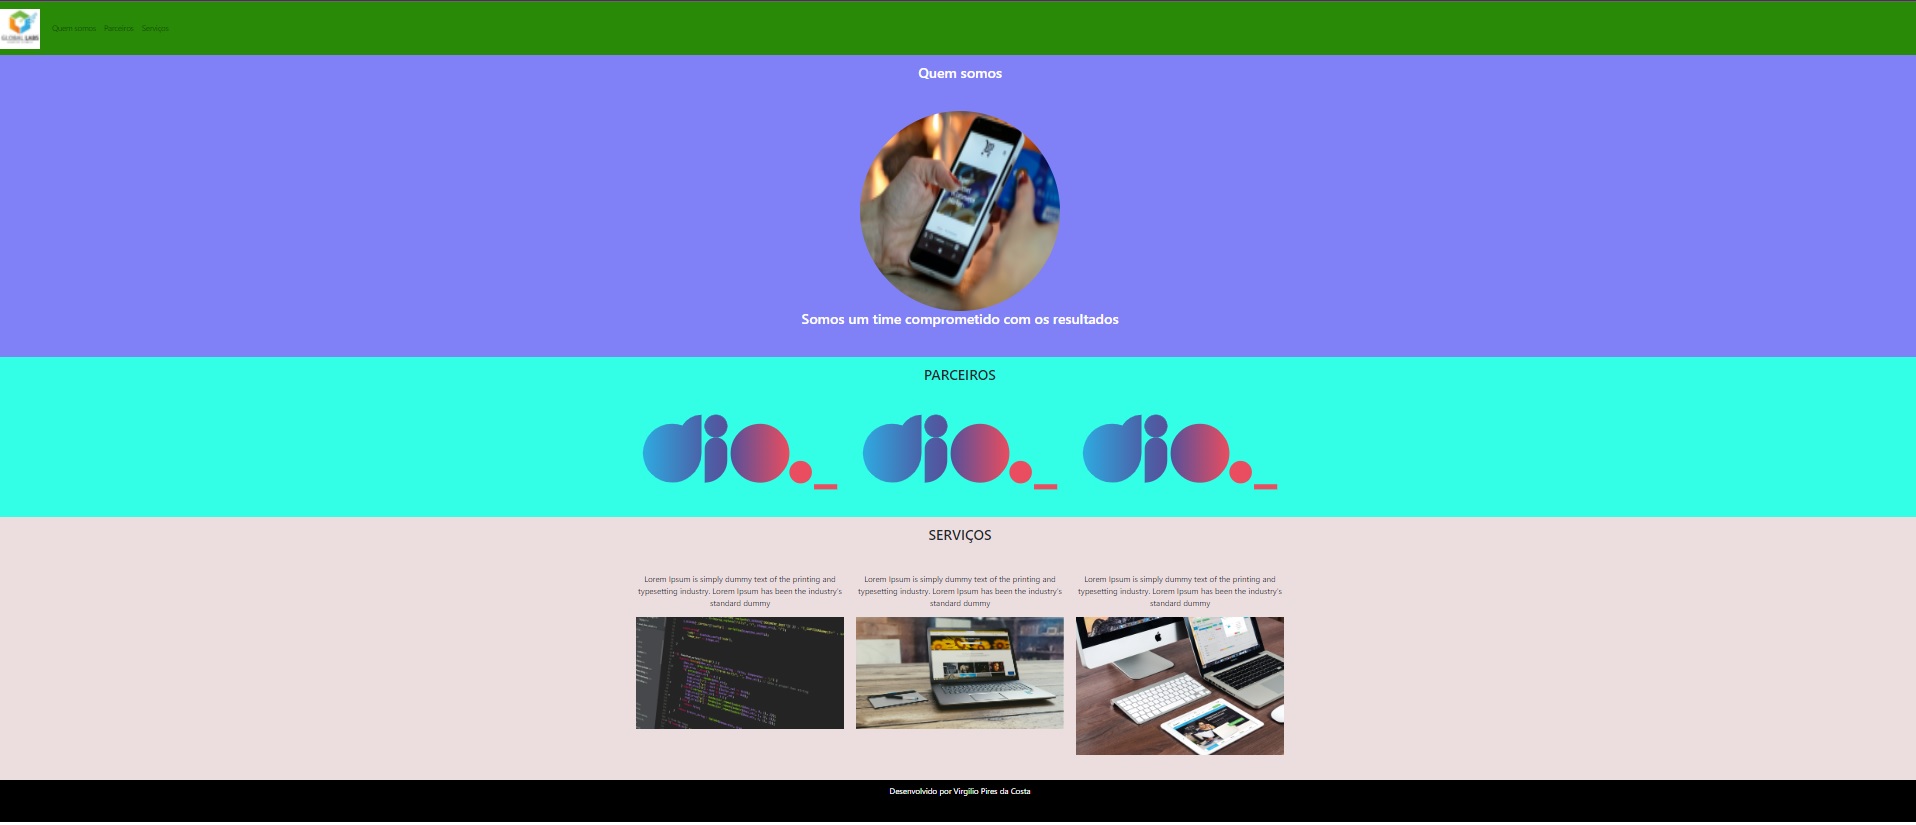 GLOBAL LABS
Quem somos Parceiros Serviços
Quem somos
Somos um time comprometido com os resultados
PARCEIROS
dio._ dio._ dio._
SERVIÇOS
Lorem Ipsum is simply dummy text of the printing and
typesetting industry. Lorem Ipsum has been the industry's
standard dummy
Lorem Ipsum is simply dummy text of the printing and
typesetting industry. Lorem Ipsum has been the industry's
standard dummy
Lorem Ipsum is simply dummy text of the printing and
typesetting industry. Lorem Ipsum has been the industry's
standard dummy
Desenvolvido por Virgílio Pires da Costa